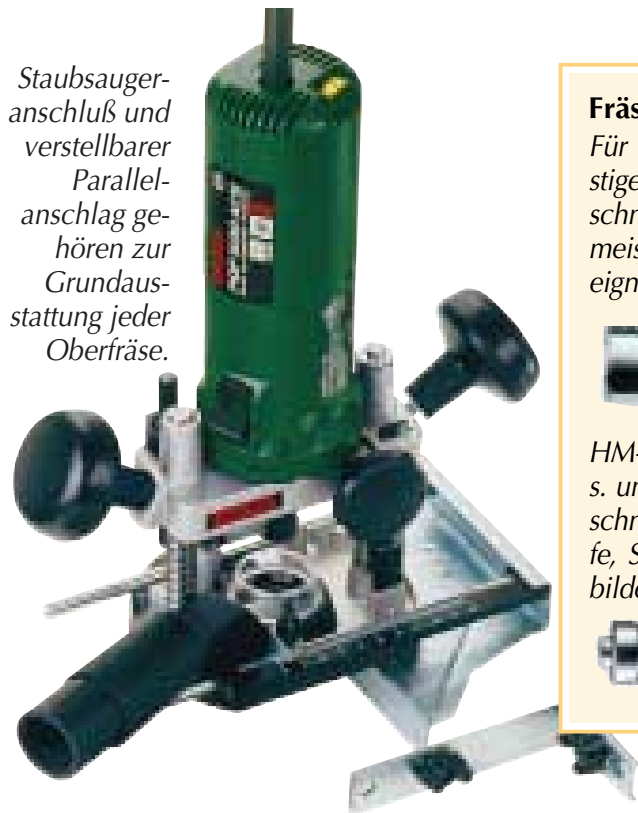 Staubsauger-
anschluß und
verstellbarer
Parallel-
anschlag ge-
hören zur
Grundaus-
stattung jeder
Oberfräse.
Fräs
Für
stige
schn
meis
eign
HM-
s. un
schn
fe, S
bilde